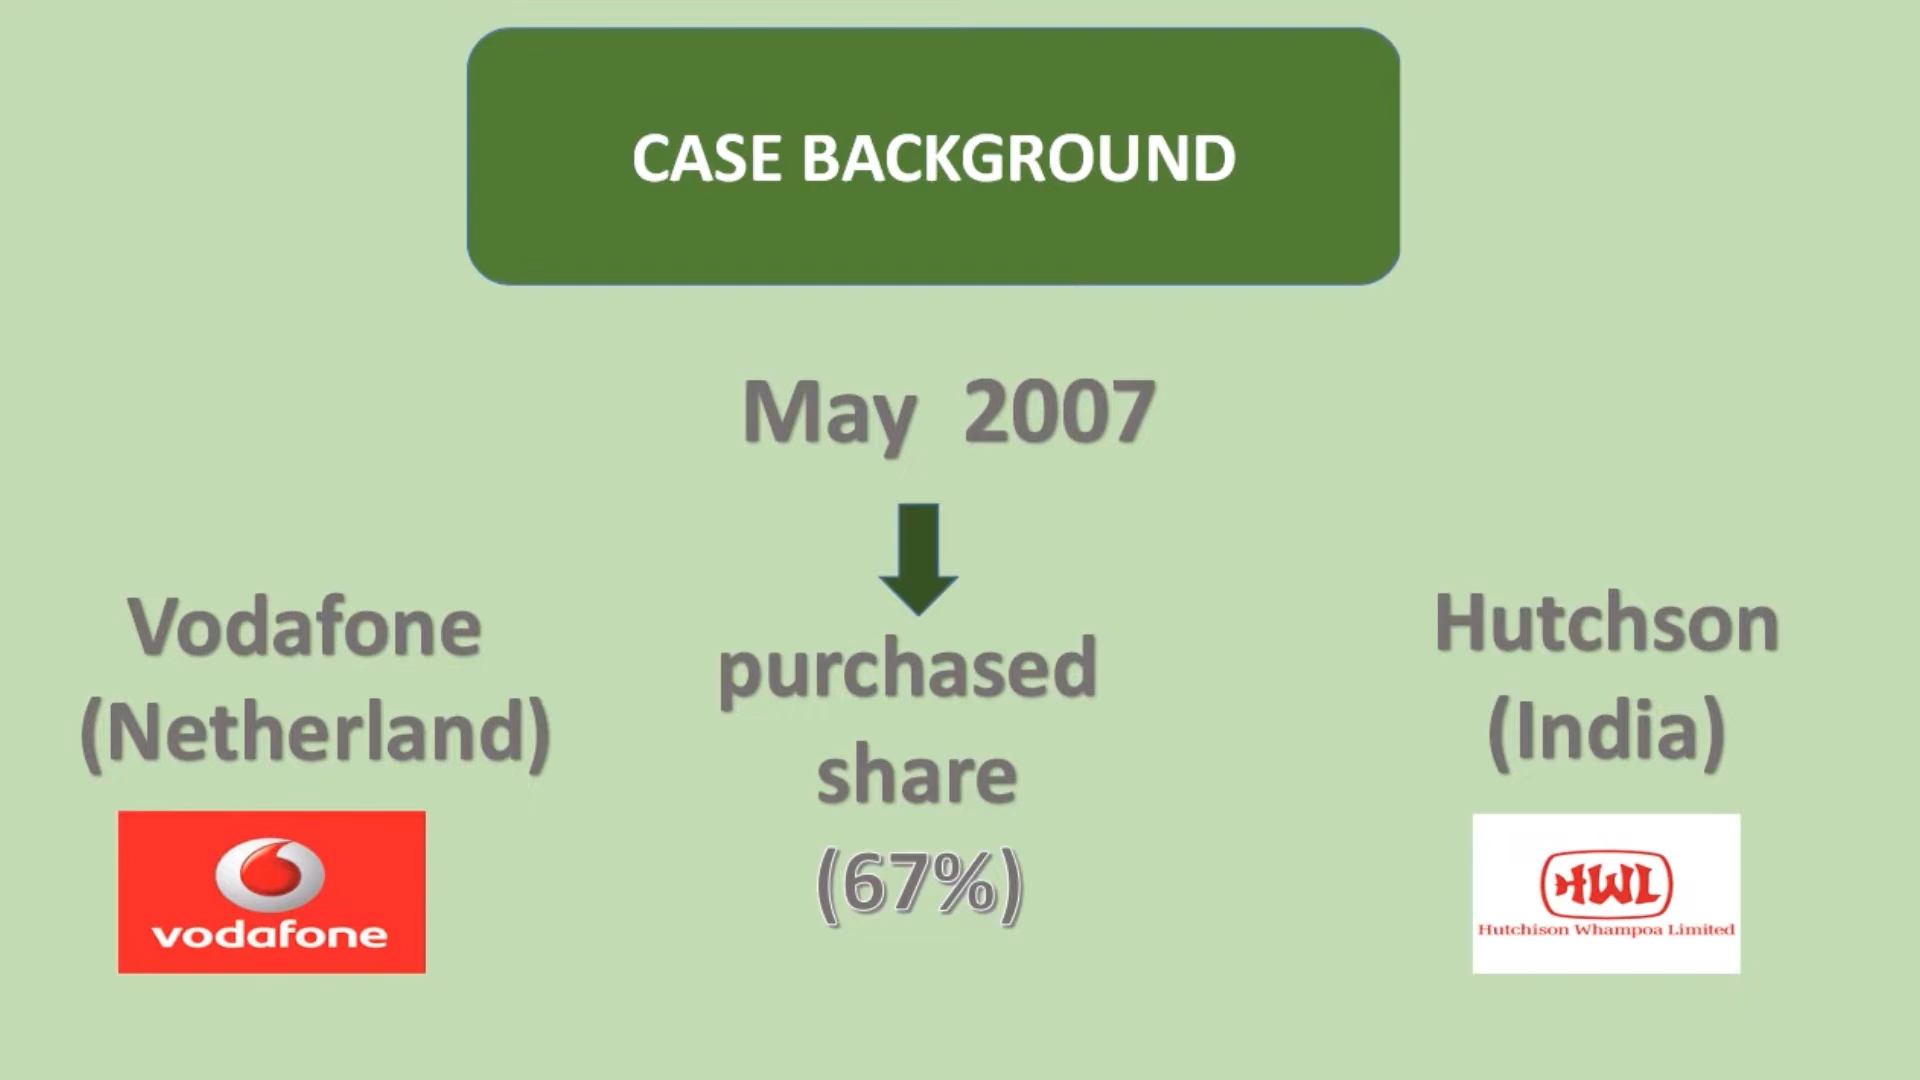 CASE BACKGROUND
May 2007
Vodafone
(Netherland)
vodafone
purchased
share
(67%)
Hutchson
(India)
HWL
Hutchison Whampoa Limited